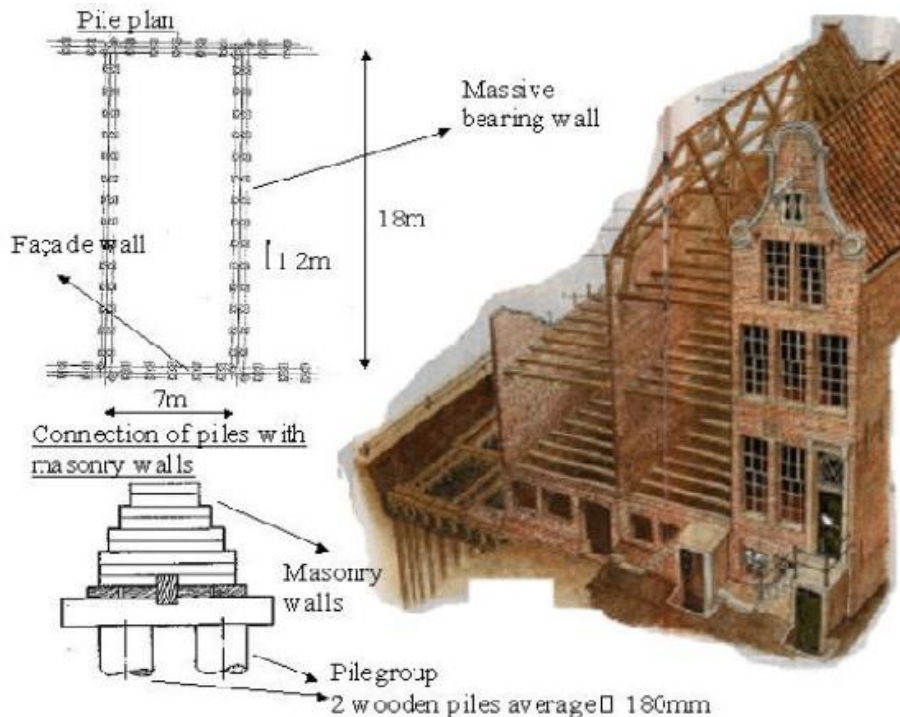 Pile plan
Massive
bearing wall
18m
Façade wall
1.2m
7m
Connection of piles with
masonry walls
Masonry
walls
Pile group
2 wooden piles average▯ 180mm